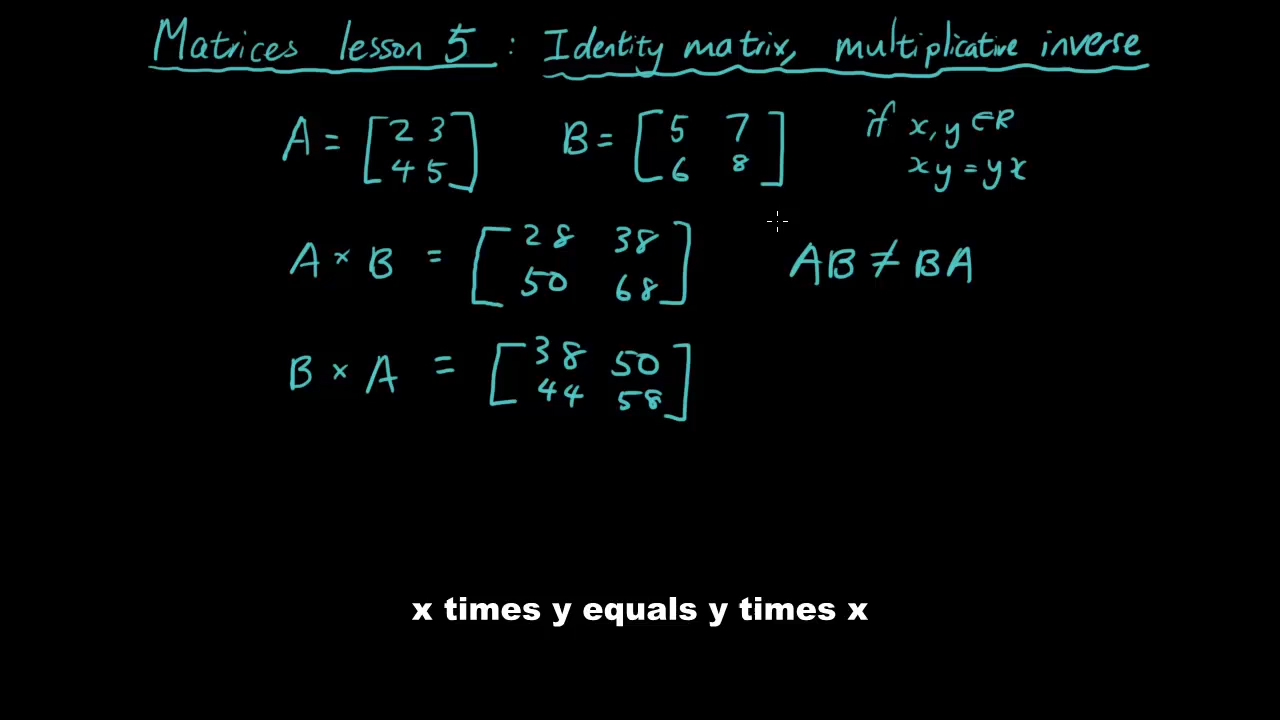 Matrices lesson 5 : Identity matrix, multiplicative inverse
A = [2 3
4 5]
B = [5 7
6 8]
if x, y ∈ R
xy = yx
A × B = [28 38
50 68]
AB ≠ BA
B × A = [38 50
44 58]
x times y equals y times x